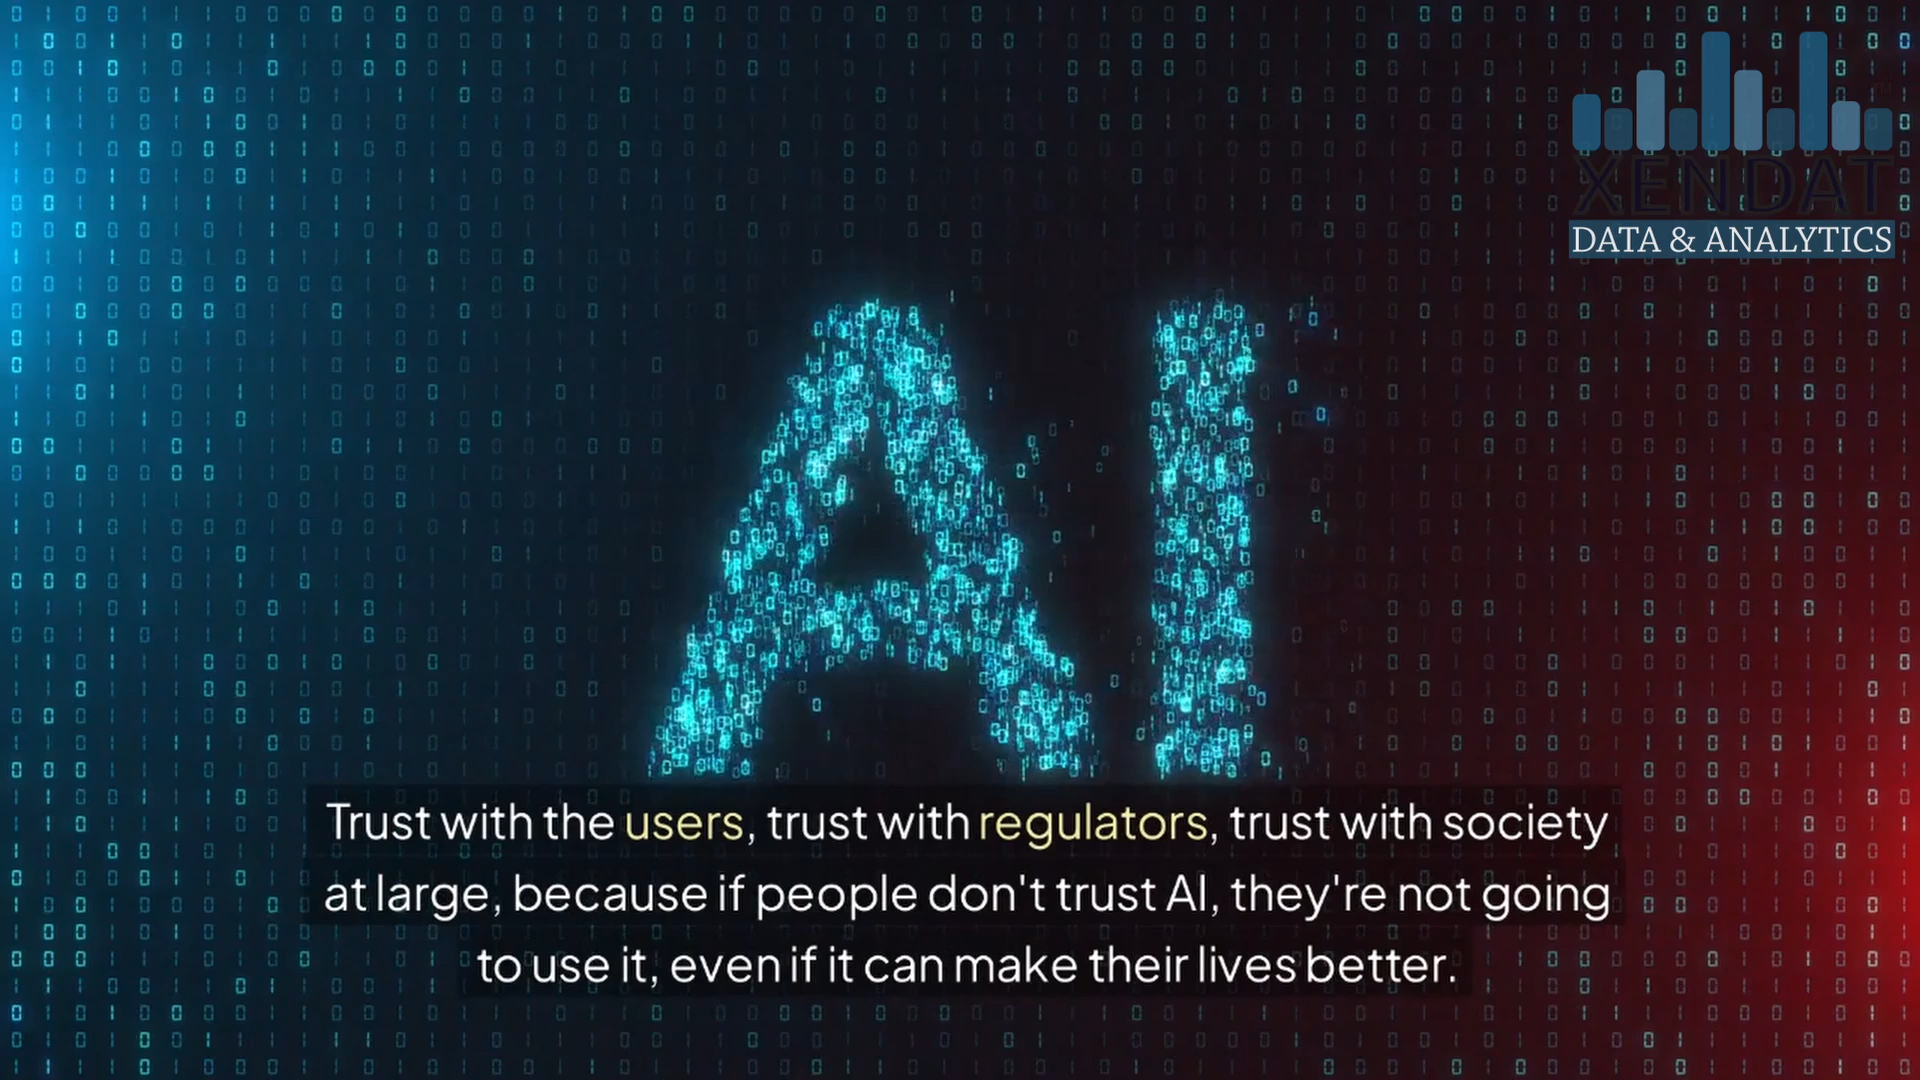 XENDAT
DATA & ANALYTICS
AI
Trust with the users, trust with regulators, trust with society
at large, because if people don't trust AI, they're not going
to use it, even if it can make their lives better.